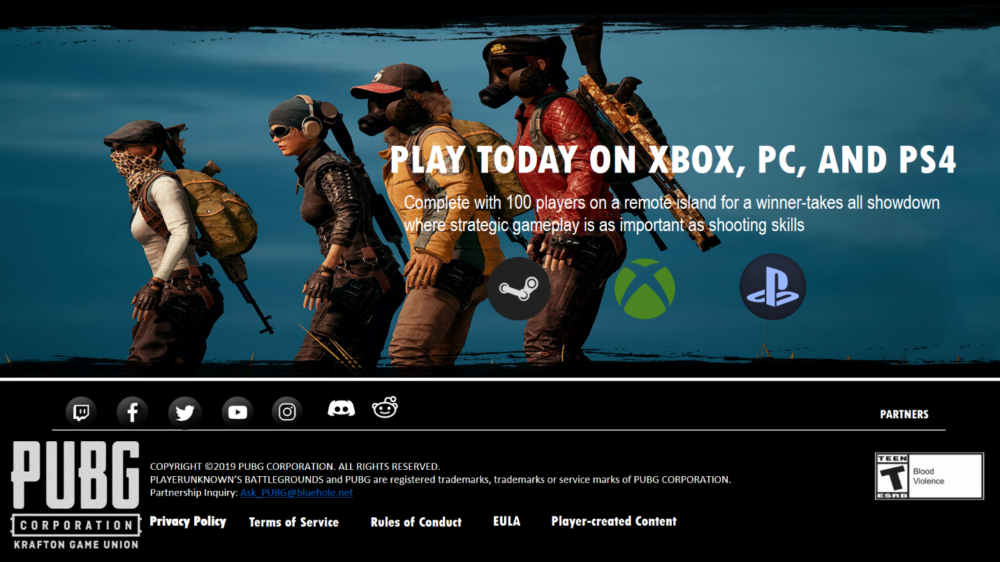 PLAY TODAY ON XBOX, PC, AND PS4
Complete with 100 players on a remote island for a winner-takes all showdown
where strategic gameplay is as important as shooting skills
PARTNERS
PUBG
CORPORATION
KRAFTON GAME UNION
COPYRIGHT ©2019 PUBG CORPORATION. ALL RIGHTS RESERVED.
PLAYERUNKNOWN’S BATTLEGROUNDS and PUBG are registered trademarks, trademarks or service marks of PUBG CORPORATION.
Partnership Inquiry: Ask_PUBG@bluehole.net
TEEN
T
ESRB
Blood
Violence
Privacy Policy Terms of Service Rules of Conduct EULA Player-created Content